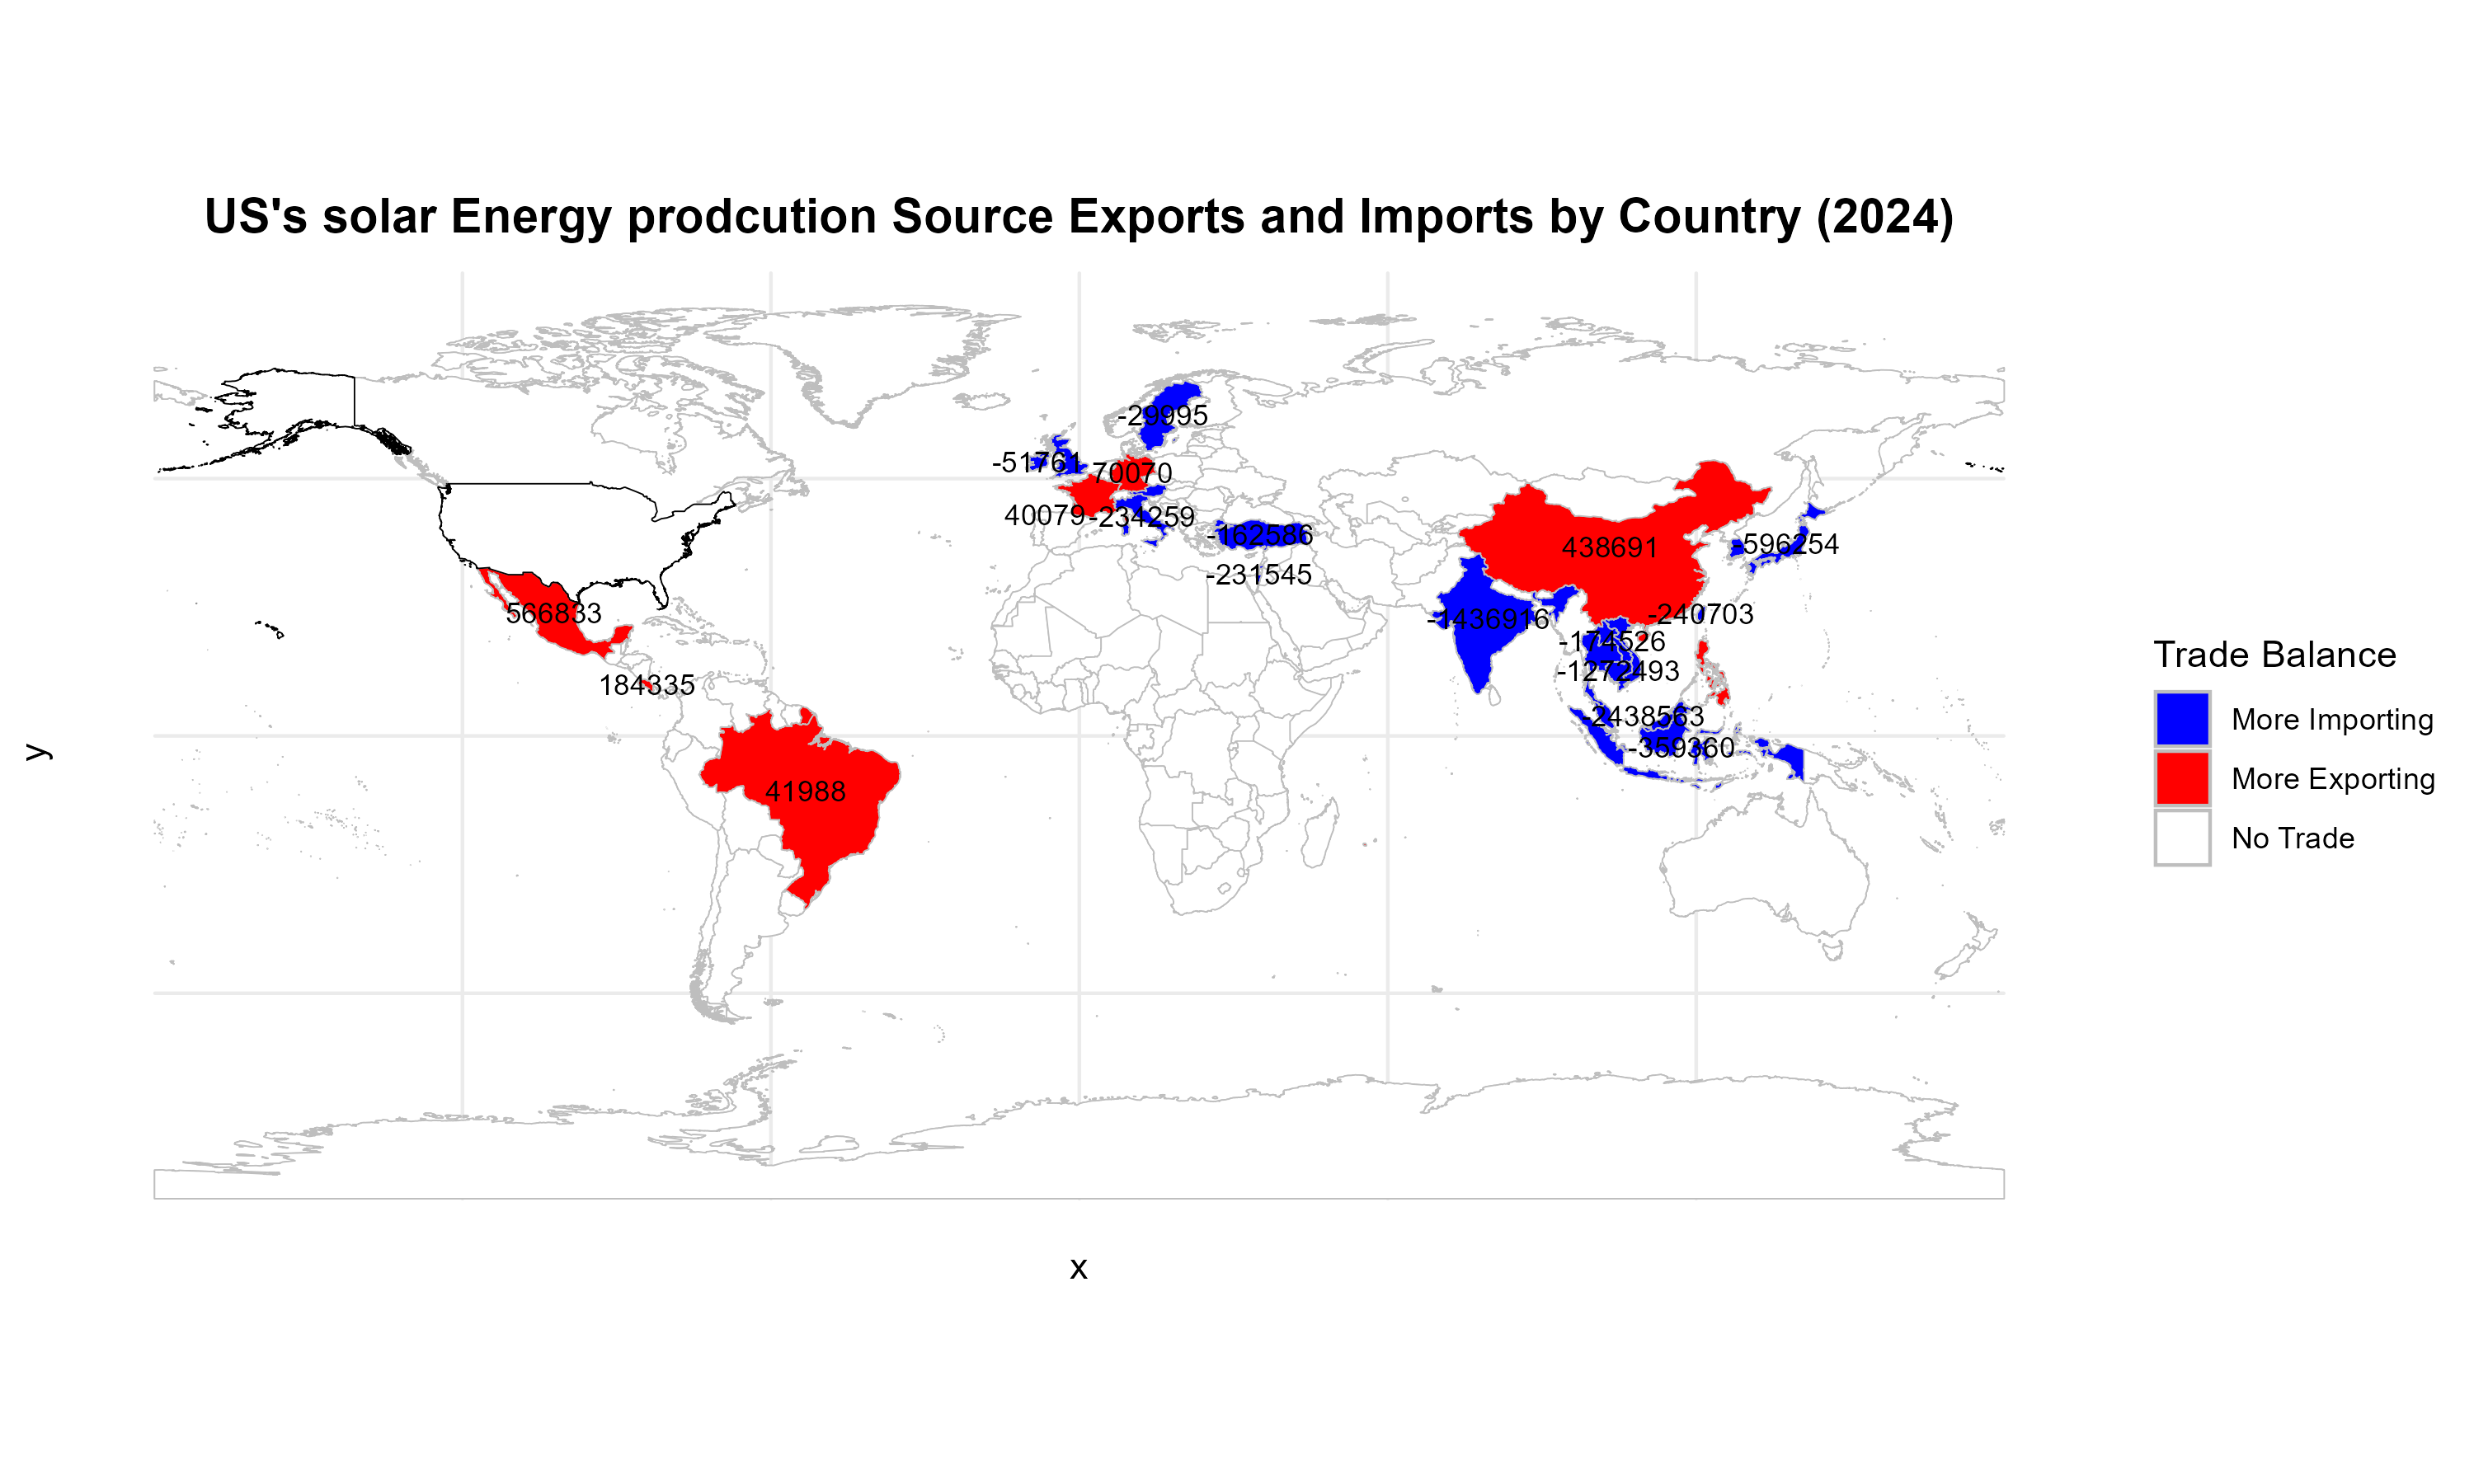 US's solar Energy prodcution Source Exports and Imports by Country (2024)
-29995
-51761
70070
40079
-234259
-162586
-231545
438691
-596254
566833
-1436916
-240703
-174526
-1272493
184335
-2438563
-359360
41988
y
x
Trade Balance
More Importing
More Exporting
No Trade